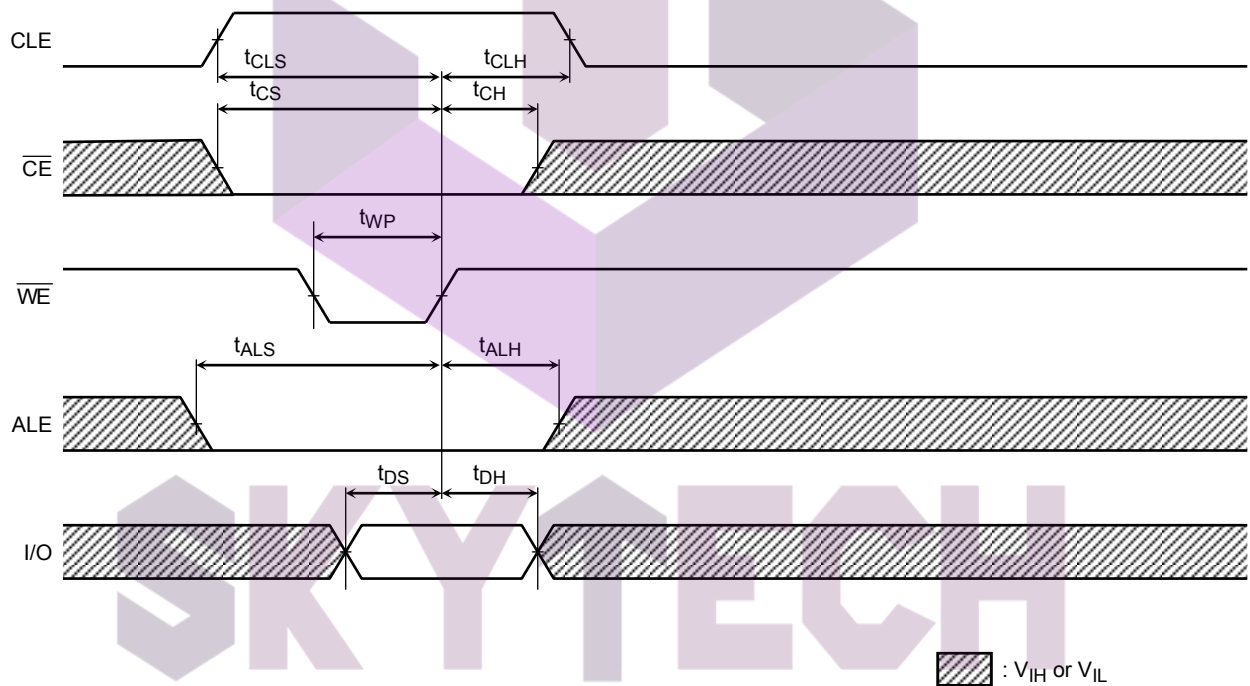 CLE
tCLS tCLH
tCS tCH
CE
tWP
WE
tALS tALH
ALE
tDS tDH
I/O
SKYTECH
: VIH or VIL